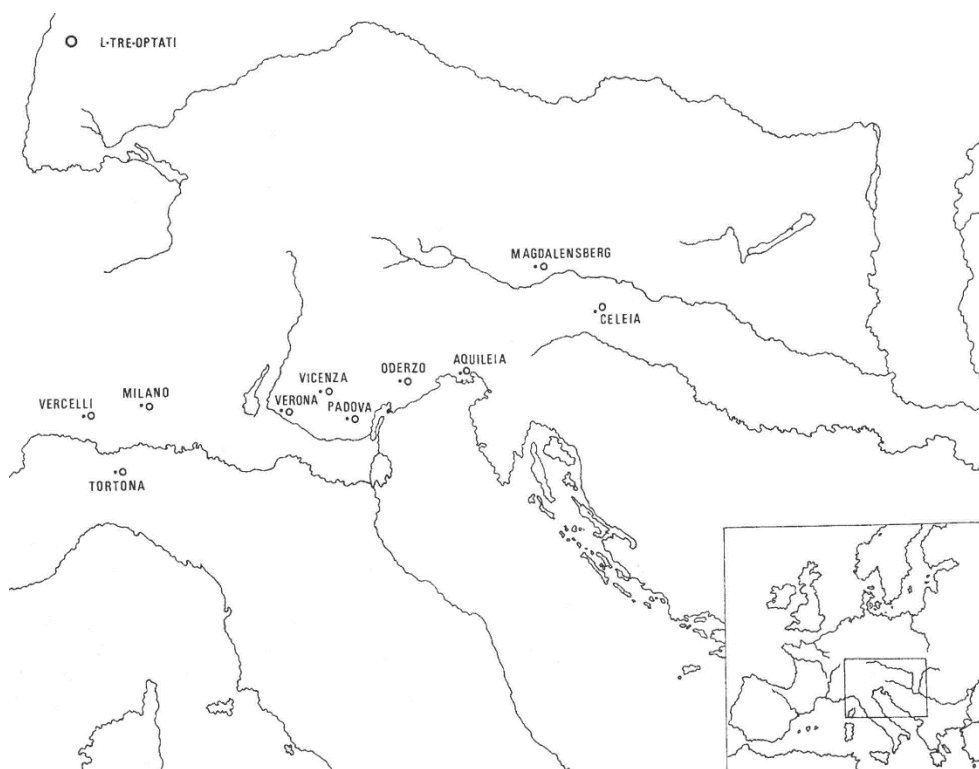 L·TRE·OPTATI
MAGDALENSBERG
CELEIA
AQUILEIA
ODERZO
VICENZA
VERONA
PADOVA
MILANO
VERCELLI
TORTONA